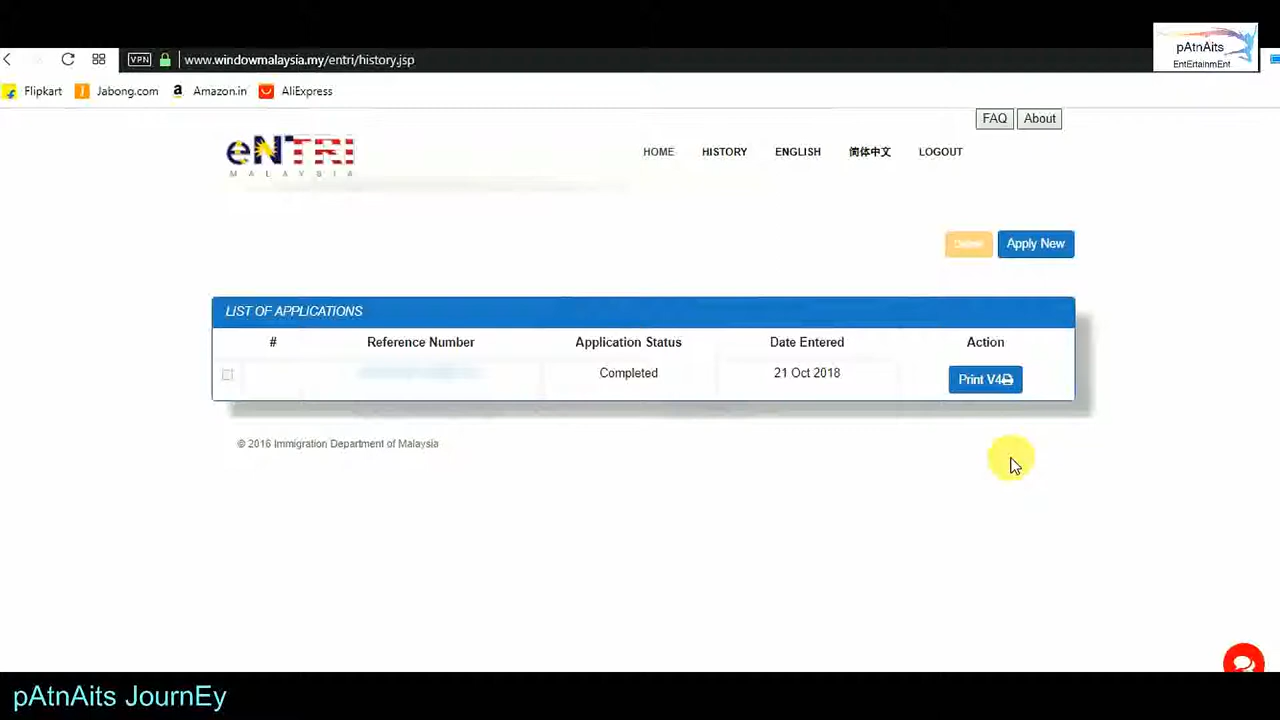 pAtnAits
EntErtainmEnt
VPN www.windowmalaysia.my/entri/history.jsp
Flipkart Jabong.com Amazon.in AliExpress
FAQ About
eNTRI
MALAYSIA
HOME HISTORY ENGLISH 简体中文 LOGOUT
Delete Apply New
LIST OF APPLICATIONS
# Reference Number Application Status Date Entered Action
Completed 21 Oct 2018 Print V4
© 2016 Immigration Department of Malaysia
pAtnAits JournEy